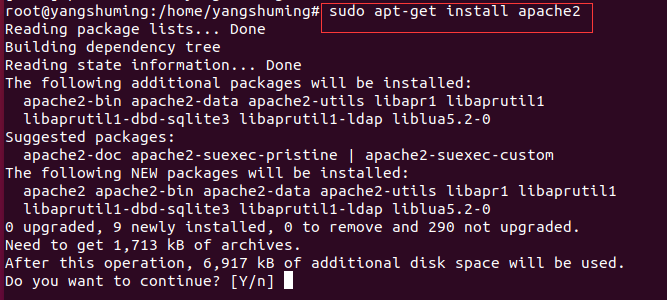 root@yangshuming:/home/yangshuming# sudo apt-get install apache2
Reading package lists... Done
Building dependency tree
Reading state information... Done
The following additional packages will be installed:
  apache2-bin apache2-data apache2-utils libapr1 libaprutil1
  libaprutil1-dbd-sqlite3 libaprutil1-ldap liblua5.2-0
Suggested packages:
  apache2-doc apache2-suexec-pristine | apache2-suexec-custom
The following NEW packages will be installed:
  apache2 apache2-bin apache2-data apache2-utils libapr1 libaprutil1
  libaprutil1-dbd-sqlite3 libaprutil1-ldap liblua5.2-0
0 upgraded, 9 newly installed, 0 to remove and 290 not upgraded.
Need to get 1,713 kB of archives.
After this operation, 6,917 kB of additional disk space will be used.
Do you want to continue? [Y/n]